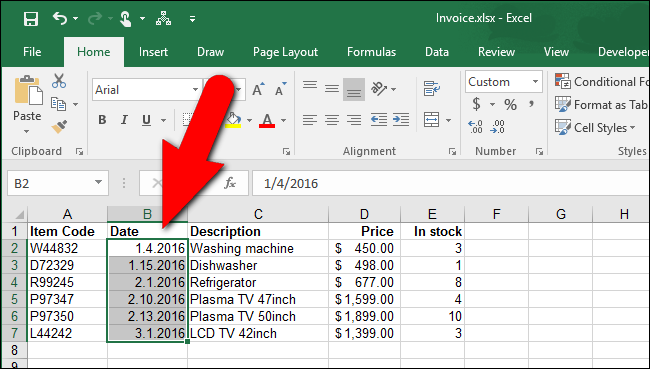 Invoice.xlsx - Excel
File Home Insert Draw Page Layout Formulas Data Review View Developer
Paste
Arial
A A
Custom
Conditional Fo
B I U A
$ % ,
Format as Tab
Cell Styles
Clipboard Alignment Number Styles
B2 fx 1/4/2016
A B C D E F G H
1 Item Code Date Description Price In stock
2 W44832 1.4.2016 Washing machine $ 450.00 3
3 D72329 1.15.2016 Dishwasher $ 498.00 1
4 R99245 2.1.2016 Refrigerator $ 677.00 8
5 P97347 2.10.2016 Plasma TV 47inch $ 1,599.00 4
6 P97350 2.13.2016 Plasma TV 50inch $ 1,899.00 10
7 L44242 3.1.2016 LCD TV 42inch $ 1,399.00 3
8